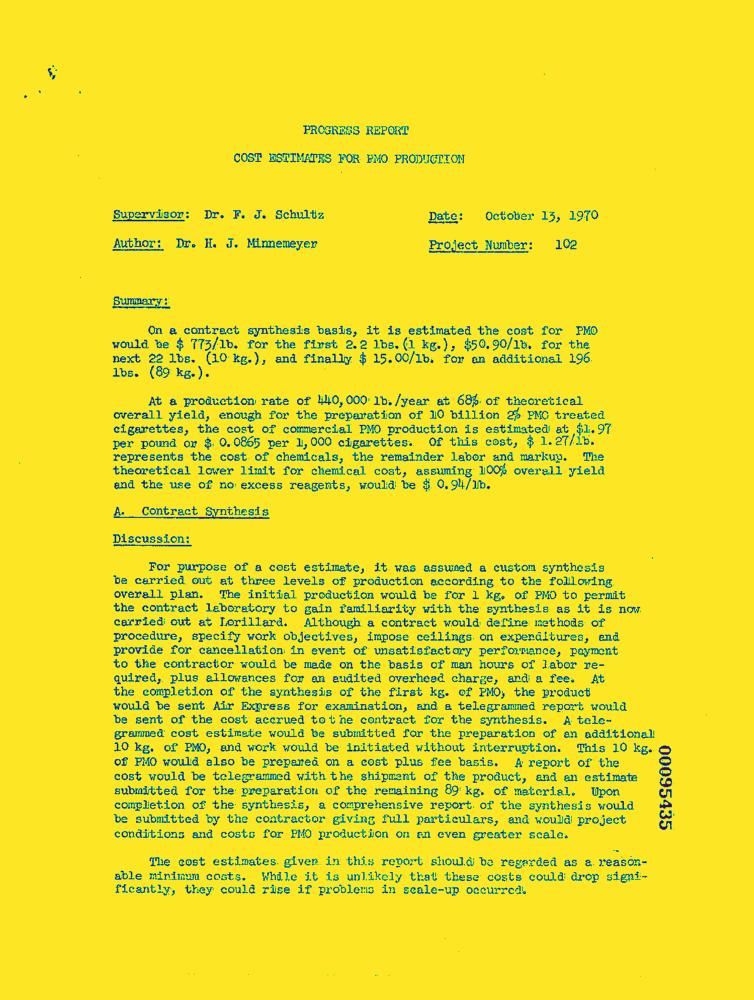 PROGRESS REPORT
COST ESTIMATES FOR PMO PRODUCTION
Supervisor: Dr. F. J. Schultz Date: October 13, 1970
Author: Dr. H. J. Minnemeyer Project Number: 102
Summary:
On a contract synthesis basis, it is estimated the cost for PMO
would be $ 773/lb. for the first 2.2 lbs. (1 kg.), $50.90/lb. for the
next 22 lbs. (10 kg.), and finally $ 15.00/lb. for an additional 196
lbs. (89 kg.).
At a production rate of 440,000 lb./year at 68% of theoretical
overall yield, enough for the preparation of 10 billion 2% PMO treated
cigarettes, the cost of commercial PMO production is estimated at $1.97
per pound or $ 0.0865 per 1,000 cigarettes. Of this cost, $ 1.27/lb.
represents the cost of chemicals, the remainder labor and markup. The
theoretical lower limit for chemical cost, assuming 100% overall yield
and the use of no excess reagents, would be $ 0.94/lb.
A. Contract Synthesis
Discussion:
For purpose of a cost estimate, it was assumed a custom synthesis
be carried out at three levels of production according to the following
overall plan. The initial production would be for 1 kg. of PMO to permit
the contract laboratory to gain familiarity with the synthesis as it is now
carried out at Lorillard. Although a contract would define methods of
procedure, specify work objectives, impose ceilings on expenditures, and
provide for cancellation in event of unsatisfactory performance, payment
to the contractor would be made on the basis of man hours of labor re-
quired, plus allowances for an audited overhead charge, and a fee. At
the completion of the synthesis of the first kg. of PMO, the product
would be sent Air Express for examination, and a telegrammed report would
be sent of the cost accrued to the contract for the synthesis. A tele-
grammed cost estimate would be submitted for the preparation of an additional
10 kg. of PMO, and work would be initiated without interruption. This 10 kg.
of PMO would also be prepared on a cost plus fee basis. A report of the
cost would be telegrammed with the shipment of the product, and an estimate
submitted for the preparation of the remaining 89 kg. of material. Upon
completion of the synthesis, a comprehensive report of the synthesis would
be submitted by the contractor giving full particulars, and would project
conditions and costs for PMO production on an even greater scale.
The cost estimates given in this report should be regarded as a reason-
able minimum costs. While it is unlikely that these costs could drop signi-
ficantly, they could rise if problems in scale-up occurred.
00095435